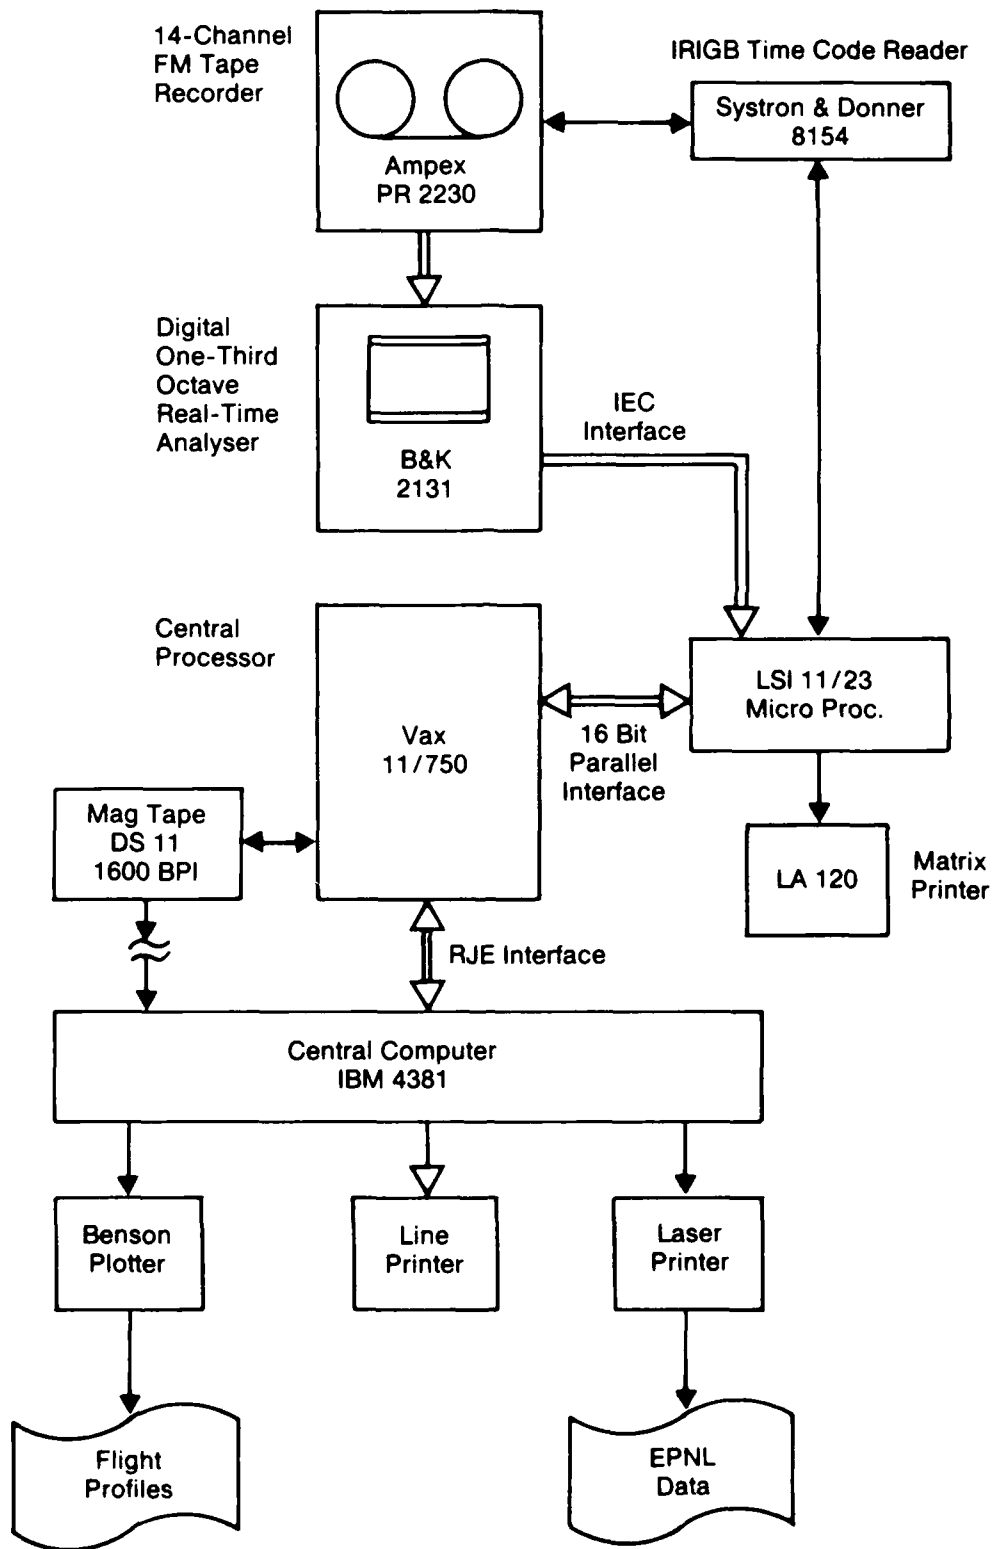 14-Channel
FM Tape
Recorder
Ampex
PR 2230
IRIGB Time Code Reader
Systron & Donner
8154
Digital
One-Third
Octave
Real-Time
Analyser
B&K
2131
IEC
Interface
Central
Processor
Vax
11/750
16 Bit
Parallel
Interface
LSI 11/23
Micro Proc.
Mag Tape
DS 11
1600 BPI
LA 120
Matrix
Printer
RJE Interface
Central Computer
IBM 4381
Benson
Plotter
Line
Printer
Laser
Printer
Flight
Profiles
EPNL
Data